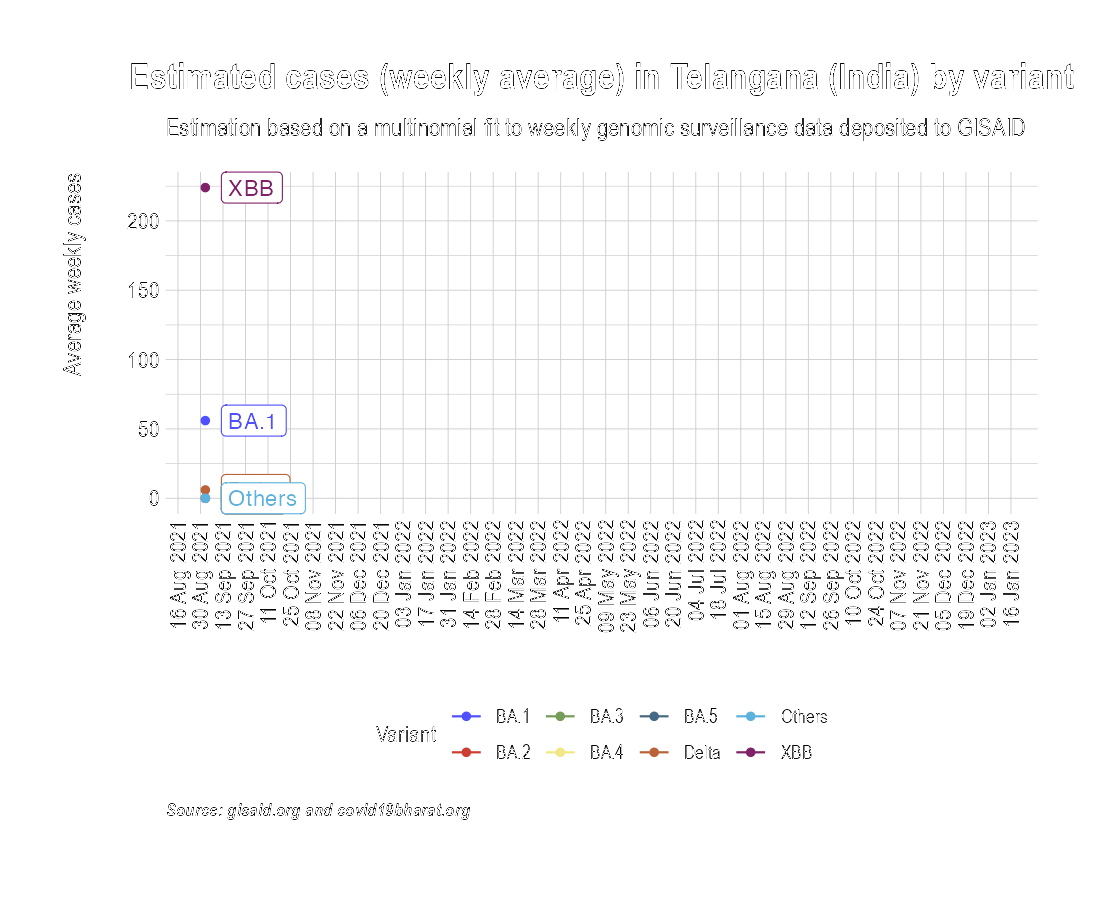 Estimated cases (weekly average) in Telangana (India) by variant
Estimation based on a multinomial fit to weekly genomic surveillance data deposited to GISAID
Average weekly cases
200
150
100
50
0
XBB
BA.1
Others
16 Aug 2021
30 Aug 2021
13 Sep 2021
27 Sep 2021
11 Oct 2021
25 Oct 2021
08 Nov 2021
22 Nov 2021
06 Dec 2021
20 Dec 2021
03 Jan 2022
17 Jan 2022
31 Jan 2022
14 Feb 2022
28 Feb 2022
14 Mar 2022
28 Mar 2022
11 Apr 2022
25 Apr 2022
09 May 2022
23 May 2022
06 Jun 2022
20 Jun 2022
04 Jul 2022
18 Jul 2022
01 Aug 2022
15 Aug 2022
29 Aug 2022
12 Sep 2022
26 Sep 2022
10 Oct 2022
24 Oct 2022
07 Nov 2022
21 Nov 2022
05 Dec 2022
19 Dec 2022
02 Jan 2023
16 Jan 2023
Variant
BA.1 BA.3 BA.5 Others
BA.2 BA.4 Delta XBB
Source: gisaid.org and covid19bharat.org